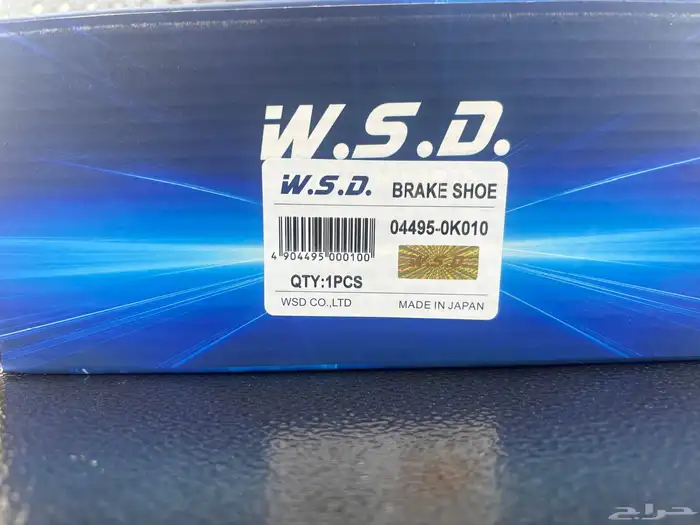 W.S.D.
W.S.D. BRAKE SHOE
04495-0K010
4 904495 000100
W.S.D.
QTY:1PCS
WSD CO.,LTD MADE IN JAPAN
حراج